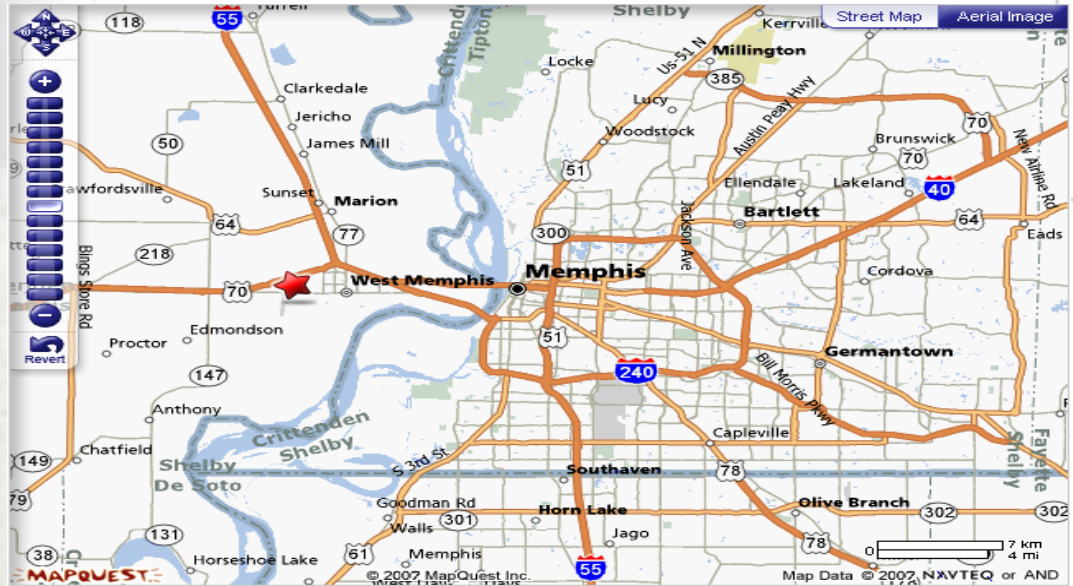 Turrell
118
55
Shelby
Crittenden
Tipton
Kerrville
Street Map
Aerial Image
N
W
E
S
Locke
Us-51 N
Millington
385
Clarkedale
Lucy
Austin Peay Hwy
Jericho
70
Woodstock
Brunswick
50
James Mill
51
70
New Airline Rd
Ellendale
Lakeland
40
Sunset
Marion
Jackson Ave
Bartlett
64
64
77
300
Eads
218
Memphis
Cordova
Bings Store Rd
70
West Memphis
Edmondson
Revert
Proctor
51
Germantown
240
Bill Morris Pkwy
147
Anthony
Crittenden
Shelby
Capleville
Chatfield
149
Shelby
De Soto
S 3rd St
Shelby
Fayette
Southaven
78
79
Goodman Rd
Olive Branch
Horn Lake
301
302
302
Walls
131
Jago
78
7 km
0
4 mi
38
61
Memphis
Horseshoe Lake
55
MAPQUEST
© 2007 MapQuest Inc.
Map Data © 2007 NAVTEQ or AND